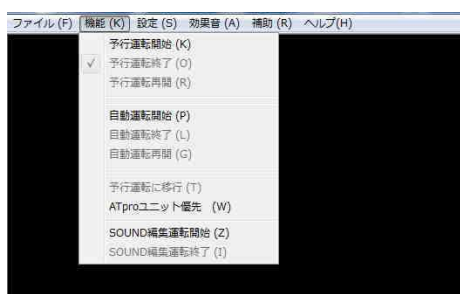 ファイル (F) 機能 (K) 設定 (S) 効果音 (A) 補助 (R) ヘルプ(H)
予行運転開始 (K)
✓ 予行運転終了 (O)
予行運転再開 (R)
自動運転開始 (P)
自動運転終了 (L)
自動運転再開 (G)
予行運転に移行 (T)
ATproユニット優先 (W)
SOUND編集運転開始 (Z)
SOUND編集運転終了 (I)